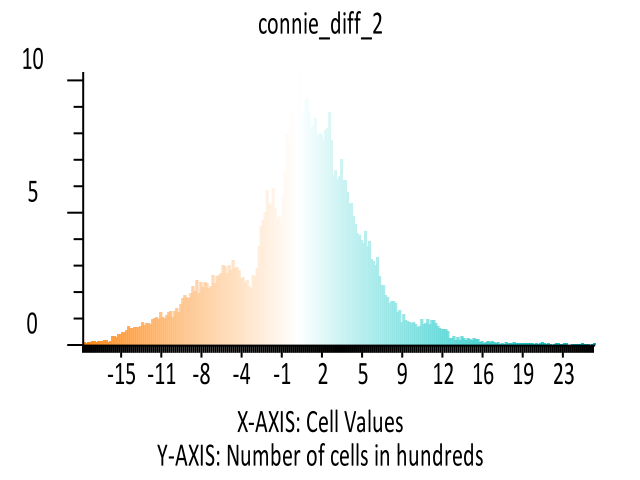 connie_diff_2
10
5
0
-15 -11 -8 -4 -1 2 5 9 12 16 19 23
X-AXIS: Cell Values
Y-AXIS: Number of cells in hundreds